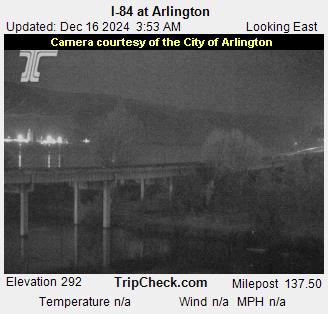 I-84 at Arlington
Updated: Dec 16 2024 3:53 AM Looking East
Camera courtesy of the City of Arlington
Elevation 292 TripCheck.com Milepost 137.50
Temperature n/a Wind n/a MPH n/a